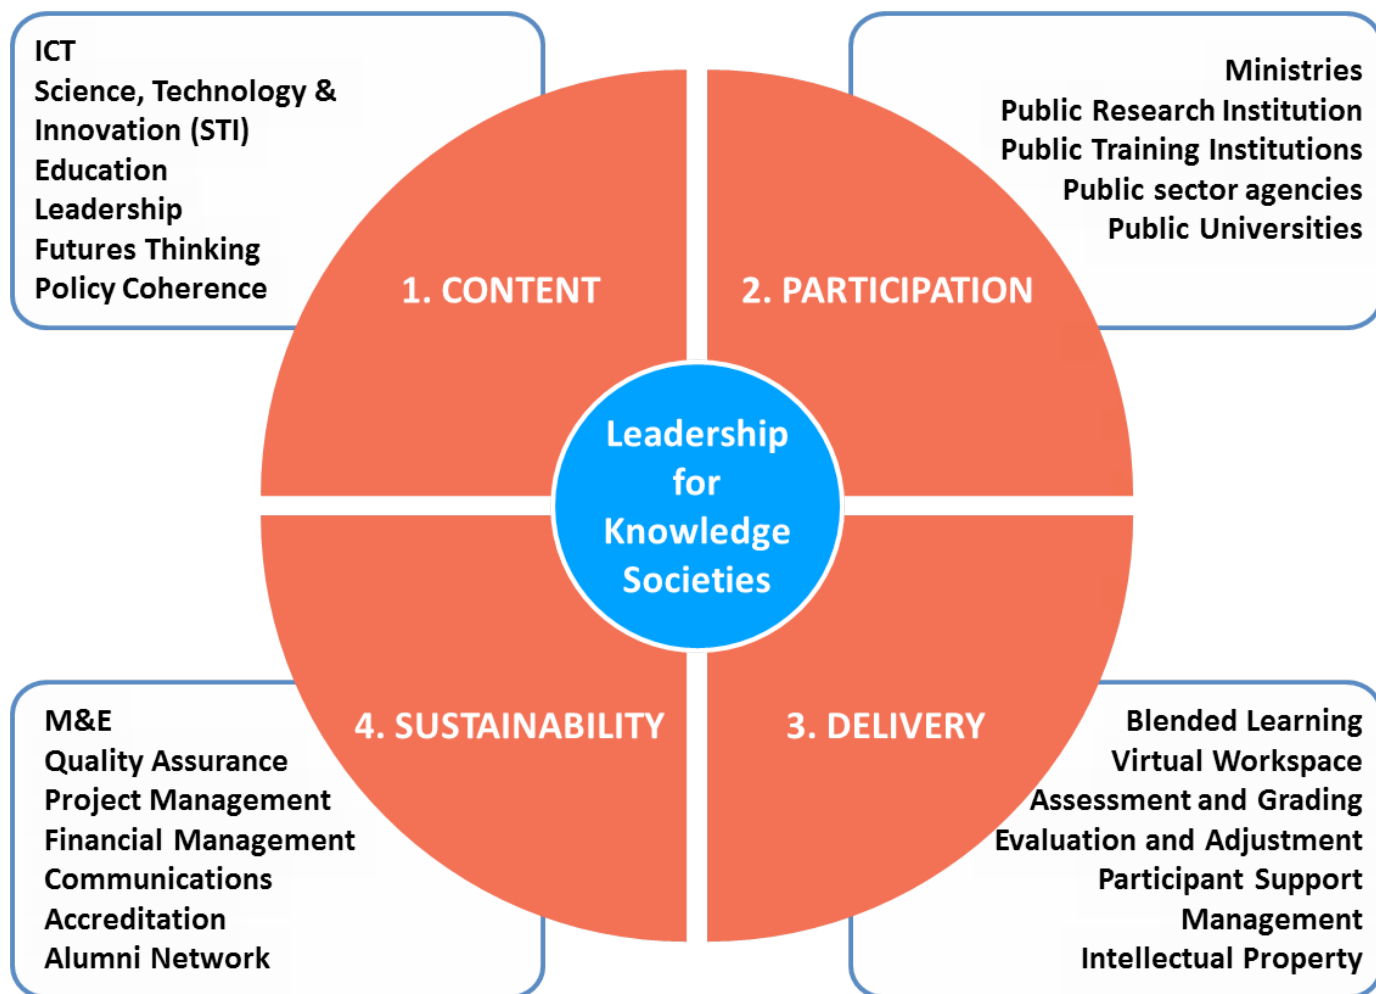 ICT
Science, Technology &
Innovation (STI)
Education
Leadership
Futures Thinking
Policy Coherence
Ministries
Public Research Institution
Public Training Institutions
Public sector agencies
Public Universities
1. CONTENT
2. PARTICIPATION
Leadership
for
Knowledge
Societies
4. SUSTAINABILITY
3. DELIVERY
M&E
Quality Assurance
Project Management
Financial Management
Communications
Accreditation
Alumni Network
Blended Learning
Virtual Workspace
Assessment and Grading
Evaluation and Adjustment
Participant Support
Management
Intellectual Property